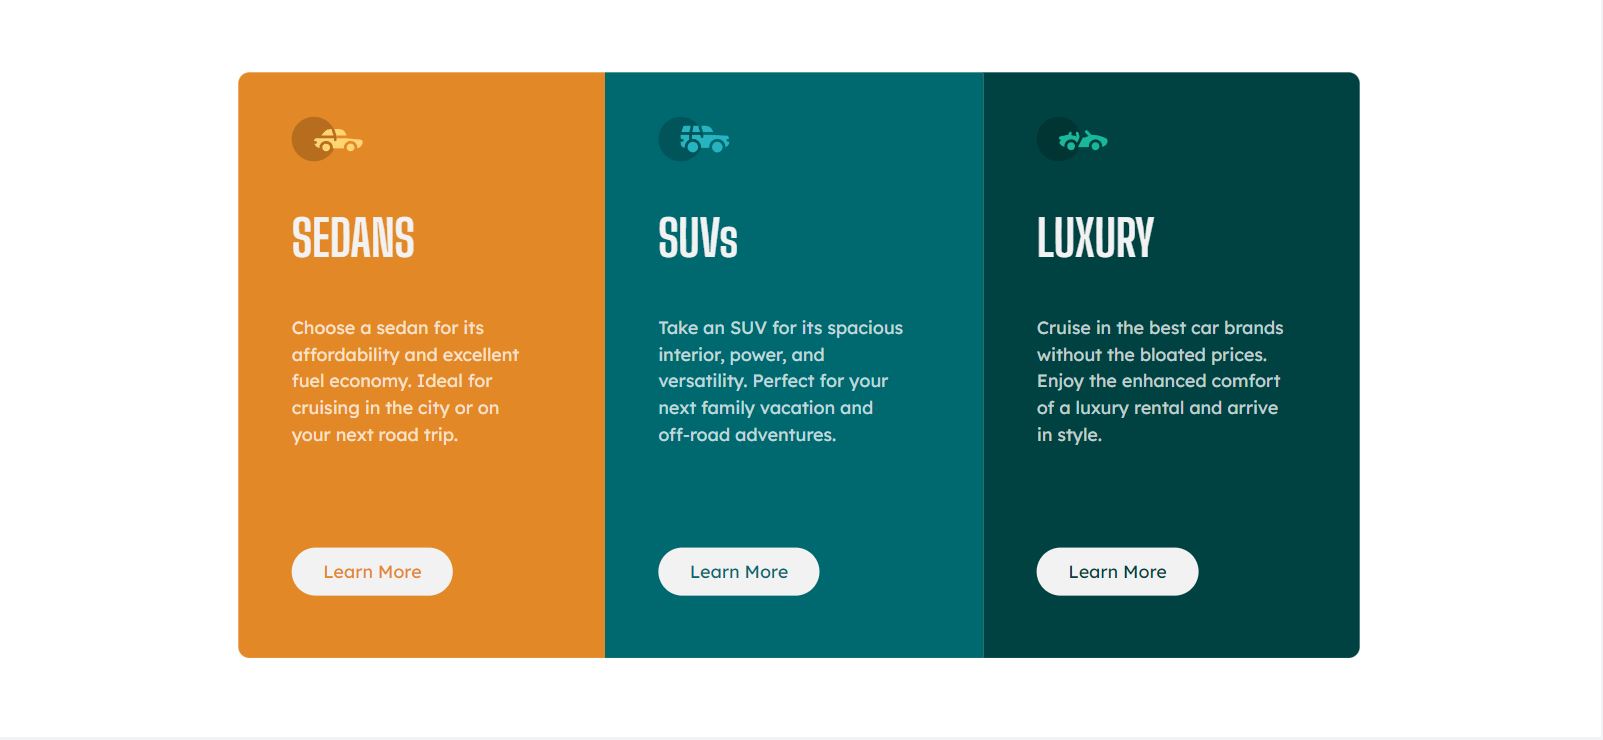 SEDANS
Choose a sedan for its
affordability and excellent
fuel economy. Ideal for
cruising in the city or on
your next road trip.
Learn More
SUVs
Take an SUV for its spacious
interior, power, and
versatility. Perfect for your
next family vacation and
off-road adventures.
Learn More
LUXURY
Cruise in the best car brands
without the bloated prices.
Enjoy the enhanced comfort
of a luxury rental and arrive
in style.
Learn More